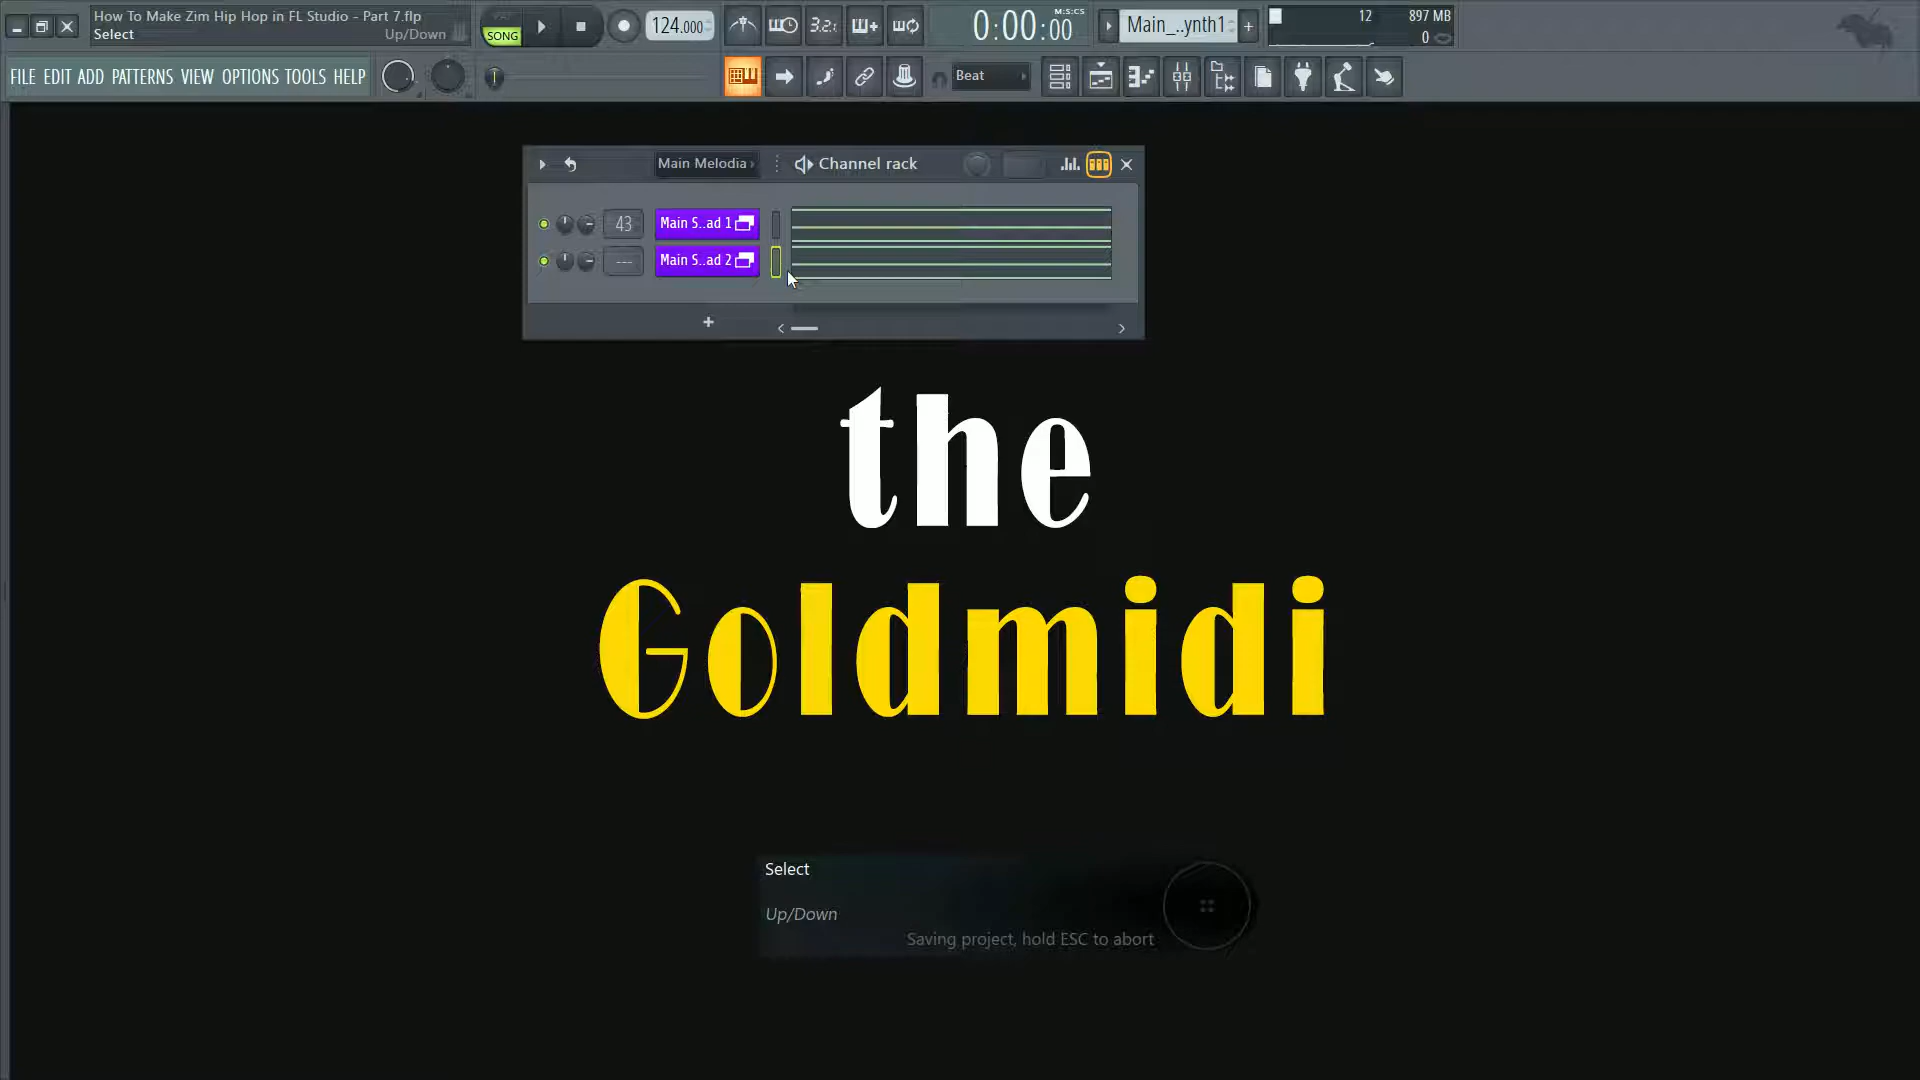 How To Make Zim Hip Hop in FL Studio - Part 7.flp
Select Up/Down
SONG
124.000
3.2.
0:00:00
M:S:CS
Main_..ynth1
12
897 MB
0
FILE EDIT ADD PATTERNS VIEW OPTIONS TOOLS HELP
Beat
Main Melodia
Channel rack
43
Main S..ad 1
---
Main S..ad 2
the
Goldmidi
Select
Up/Down
Saving project, hold ESC to abort